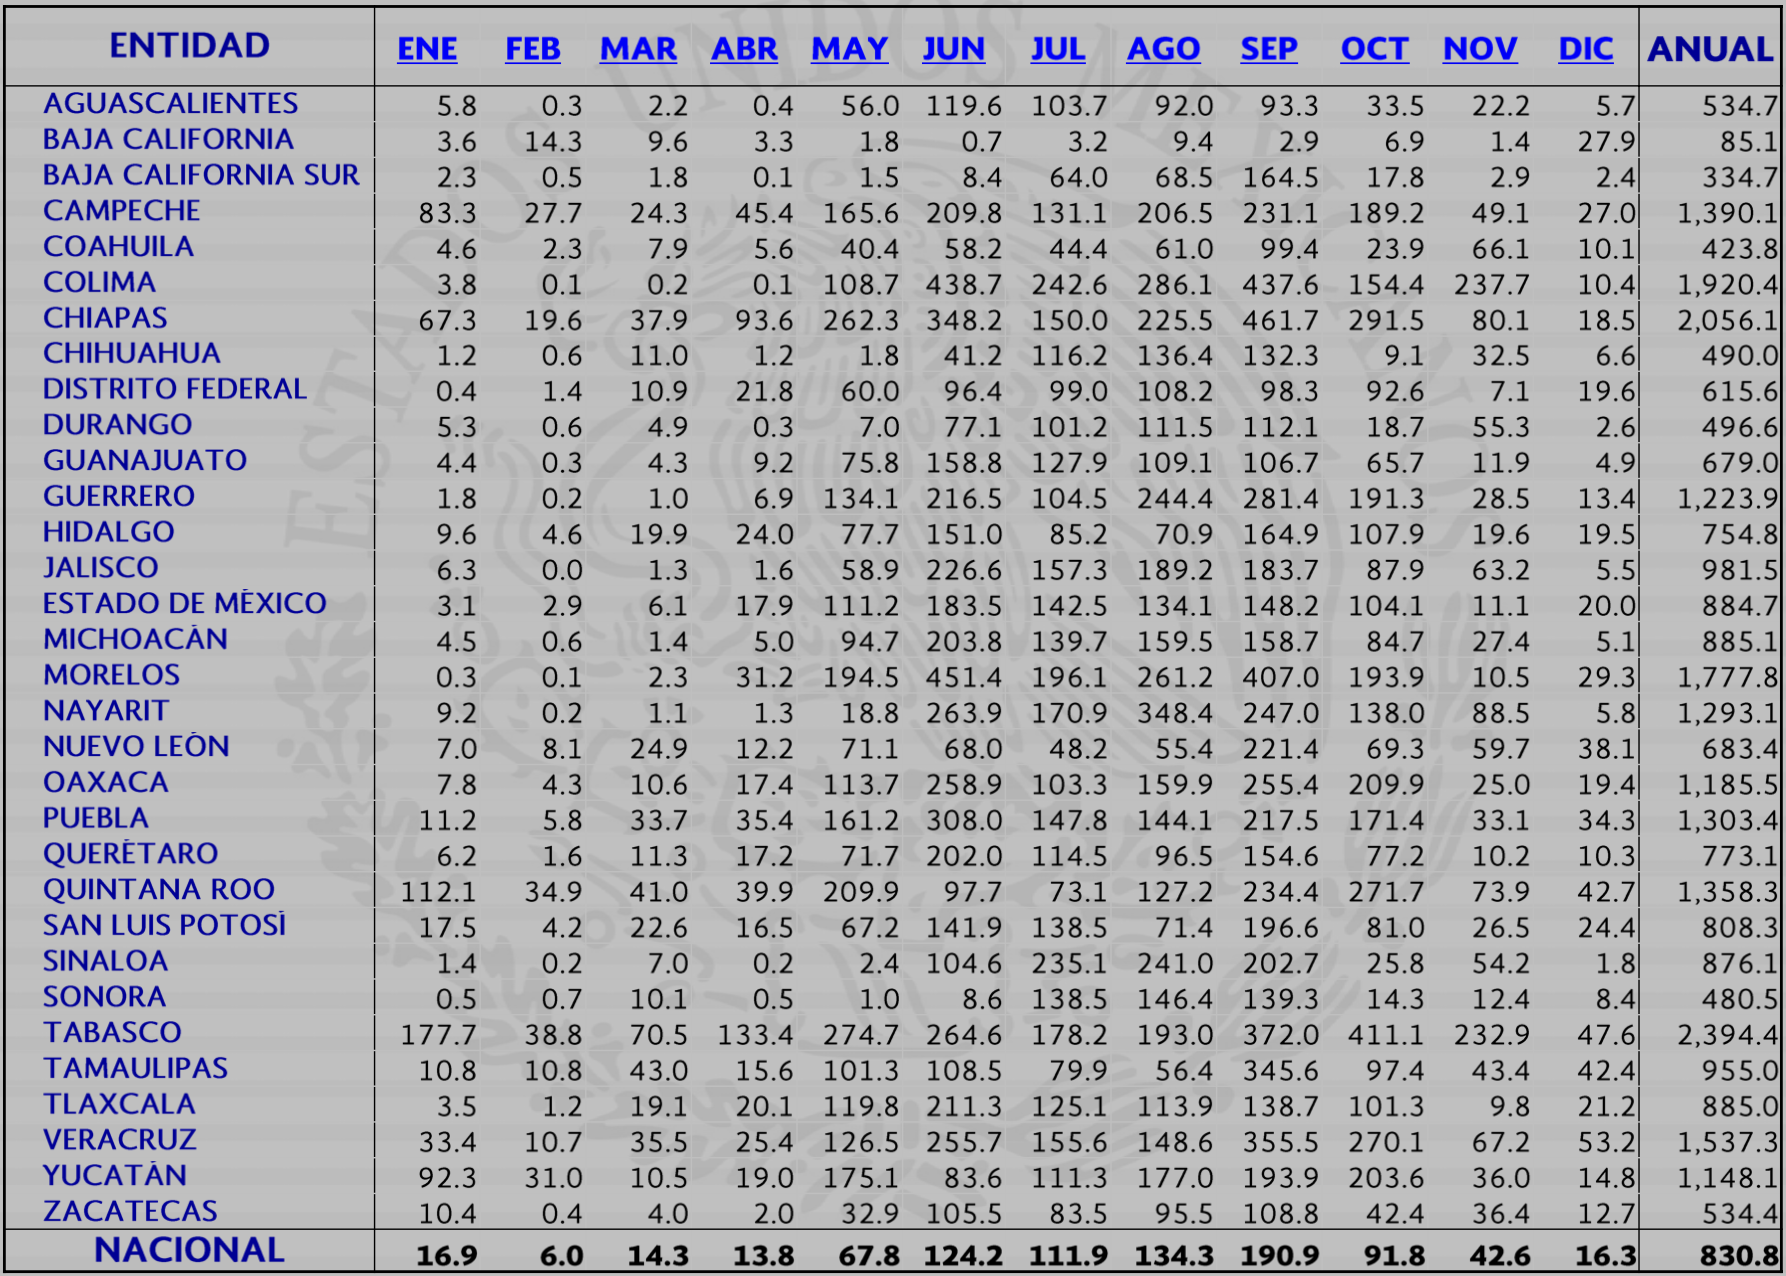 ENTIDAD ENE FEB MAR ABR MAY JUN JUL AGO SEP OCT NOV DIC ANUAL
AGUASCALIENTES 5.8 0.3 2.2 0.4 56.0 119.6 103.7 92.0 93.3 33.5 22.2 5.7 534.7
BAJA CALIFORNIA 3.6 14.3 9.6 3.3 1.8 0.7 3.2 9.4 2.9 6.9 1.4 27.9 85.1
BAJA CALIFORNIA SUR 2.3 0.5 1.8 0.1 1.5 8.4 64.0 68.5 164.5 17.8 2.9 2.4 334.7
CAMPECHE 83.3 27.7 24.3 45.4 165.6 209.8 131.1 206.5 231.1 189.2 49.1 27.0 1,390.1
COAHUILA 4.6 2.3 7.9 5.6 40.4 58.2 44.4 61.0 99.4 23.9 66.1 10.1 423.8
COLIMA 3.8 0.1 0.2 0.1 108.7 438.7 242.6 286.1 437.6 154.4 237.7 10.4 1,920.4
CHIAPAS 67.3 19.6 37.9 93.6 262.3 348.2 150.0 225.5 461.7 291.5 80.1 18.5 2,056.1
CHIHUAHUA 1.2 0.6 11.0 1.2 1.8 41.2 116.2 136.4 132.3 9.1 32.5 6.6 490.0
DISTRITO FEDERAL 0.4 1.4 10.9 21.8 60.0 96.4 99.0 108.2 98.3 92.6 7.1 19.6 615.6
DURANGO 5.3 0.6 4.9 0.3 7.0 77.1 101.2 111.5 112.1 18.7 55.3 2.6 496.6
GUANAJUATO 4.4 0.3 4.3 9.2 75.8 158.8 127.9 109.1 106.7 65.7 11.9 4.9 679.0
GUERRERO 1.8 0.2 1.0 6.9 134.1 216.5 104.5 244.4 281.4 191.3 28.5 13.4 1,223.9
HIDALGO 9.6 4.6 19.9 24.0 77.7 151.0 85.2 70.9 164.9 107.9 19.6 19.5 754.8
JALISCO 6.3 0.0 1.3 1.6 58.9 226.6 157.3 189.2 183.7 87.9 63.2 5.5 981.5
ESTADO DE MÉXICO 3.1 2.9 6.1 17.9 111.2 183.5 142.5 134.1 148.2 104.1 11.1 20.0 884.7
MICHOACÁN 4.5 0.6 1.4 5.0 94.7 203.8 139.7 159.5 158.7 84.7 27.4 5.1 885.1
MORELOS 0.3 0.1 2.3 31.2 194.5 451.4 196.1 261.2 407.0 193.9 10.5 29.3 1,777.8
NAYARIT 9.2 0.2 1.1 1.3 18.8 263.9 170.9 348.4 247.0 138.0 88.5 5.8 1,293.1
NUEVO LEÓN 7.0 8.1 24.9 12.2 71.1 68.0 48.2 55.4 221.4 69.3 59.7 38.1 683.4
OAXACA 7.8 4.3 10.6 17.4 113.7 258.9 103.3 159.9 255.4 209.9 25.0 19.4 1,185.5
PUEBLA 11.2 5.8 33.7 35.4 161.2 308.0 147.8 144.1 217.5 171.4 33.1 34.3 1,303.4
QUERÉTARO 6.2 1.6 11.3 17.2 71.7 202.0 114.5 96.5 154.6 77.2 10.2 10.3 773.1
QUINTANA ROO 112.1 34.9 41.0 39.9 209.9 97.7 73.1 127.2 234.4 271.7 73.9 42.7 1,358.3
SAN LUIS POTOSÍ 17.5 4.2 22.6 16.5 67.2 141.9 138.5 71.4 196.6 81.0 26.5 24.4 808.3
SINALOA 1.4 0.2 7.0 0.2 2.4 104.6 235.1 241.0 202.7 25.8 54.2 1.8 876.1
SONORA 0.5 0.7 10.1 0.5 1.0 8.6 138.5 146.4 139.3 14.3 12.4 8.4 480.5
TABASCO 177.7 38.8 70.5 133.4 274.7 264.6 178.2 193.0 372.0 411.1 232.9 47.6 2,394.4
TAMAULIPAS 10.8 10.8 43.0 15.6 101.3 108.5 79.9 56.4 345.6 97.4 43.4 42.4 955.0
TLAXCALA 3.5 1.2 19.1 20.1 119.8 211.3 125.1 113.9 138.7 101.3 9.8 21.2 885.0
VERACRUZ 33.4 10.7 35.5 25.4 126.5 255.7 155.6 148.6 355.5 270.1 67.2 53.2 1,537.3
YUCATÁN 92.3 31.0 10.5 19.0 175.1 83.6 111.3 177.0 193.9 203.6 36.0 14.8 1,148.1
ZACATECAS 10.4 0.4 4.0 2.0 32.9 105.5 83.5 95.5 108.8 42.4 36.4 12.7 534.4
NACIONAL 16.9 6.0 14.3 13.8 67.8 124.2 111.9 134.3 190.9 91.8 42.6 16.3 830.8
ESTADOS UNIDOS MEXICANOS